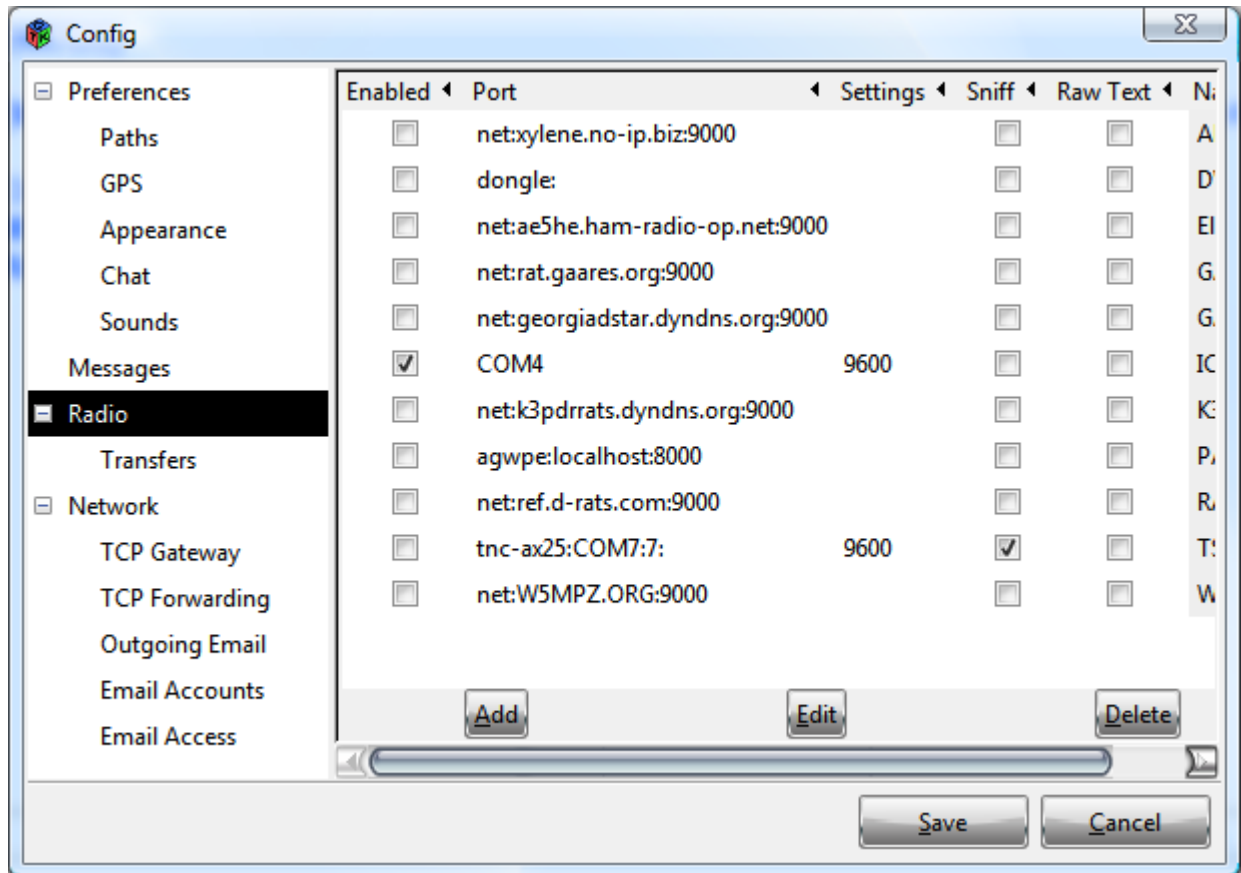 Config
Preferences
Paths
GPS
Appearance
Chat
Sounds
Messages
Radio
Transfers
Network
TCP Gateway
TCP Forwarding
Outgoing Email
Email Accounts
Email Access
Enabled Port Settings Sniff Raw Text
net:xylene.no-ip.biz:9000
dongle:
net:ae5he.ham-radio-op.net:9000
net:rat.gaares.org:9000
net:georgiadstar.dyndns.org:9000
COM4 9600
net:k3pdrrats.dyndns.org:9000
agwpe:localhost:8000
net:ref.d-rats.com:9000
tnc-ax25:COM7:7: 9600
net:W5MPZ.ORG:9000
Add Edit Delete
Save Cancel